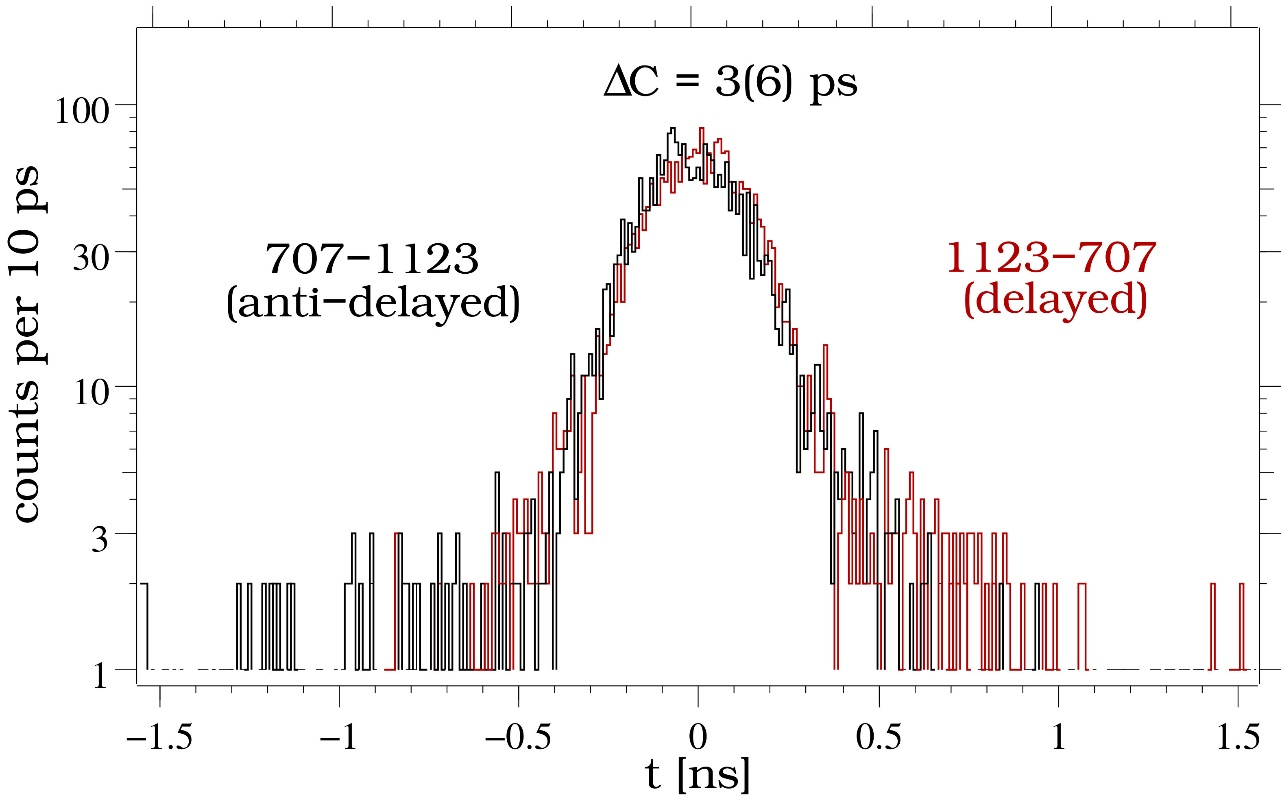 ΔC = 3(6) ps
100
30
10
3
1
counts per 10 ps
707−1123
(anti−delayed)
1123−707
(delayed)
−1.5 −1 −0.5 0 0.5 1 1.5
t [ns]